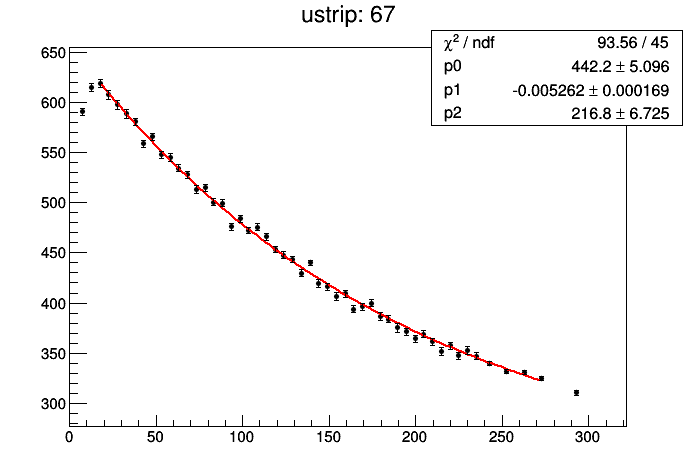 ustrip: 67
χ² / ndf 93.56 / 45
p0 442.2 ± 5.096
p1 -0.005262 ± 0.000169
p2 216.8 ± 6.725
650
600
550
500
450
400
350
300
0 50 100 150 200 250 300